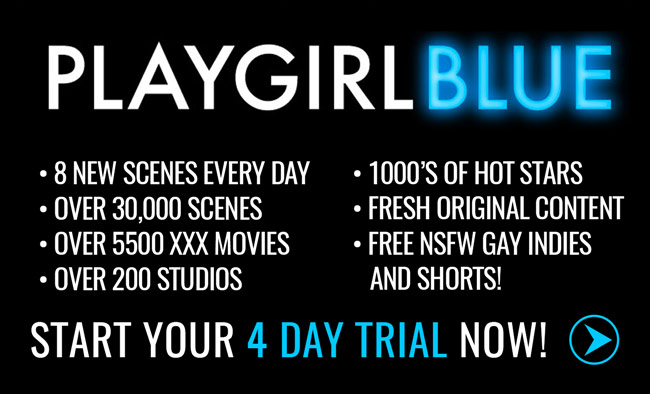 PLAYGIRL BLUE
• 8 NEW SCENES EVERY DAY
• OVER 30,000 SCENES
• OVER 5500 XXX MOVIES
• OVER 200 STUDIOS
• 1000'S OF HOT STARS
• FRESH ORIGINAL CONTENT
• FREE NSFW GAY INDIES
AND SHORTS!
START YOUR 4 DAY TRIAL NOW!